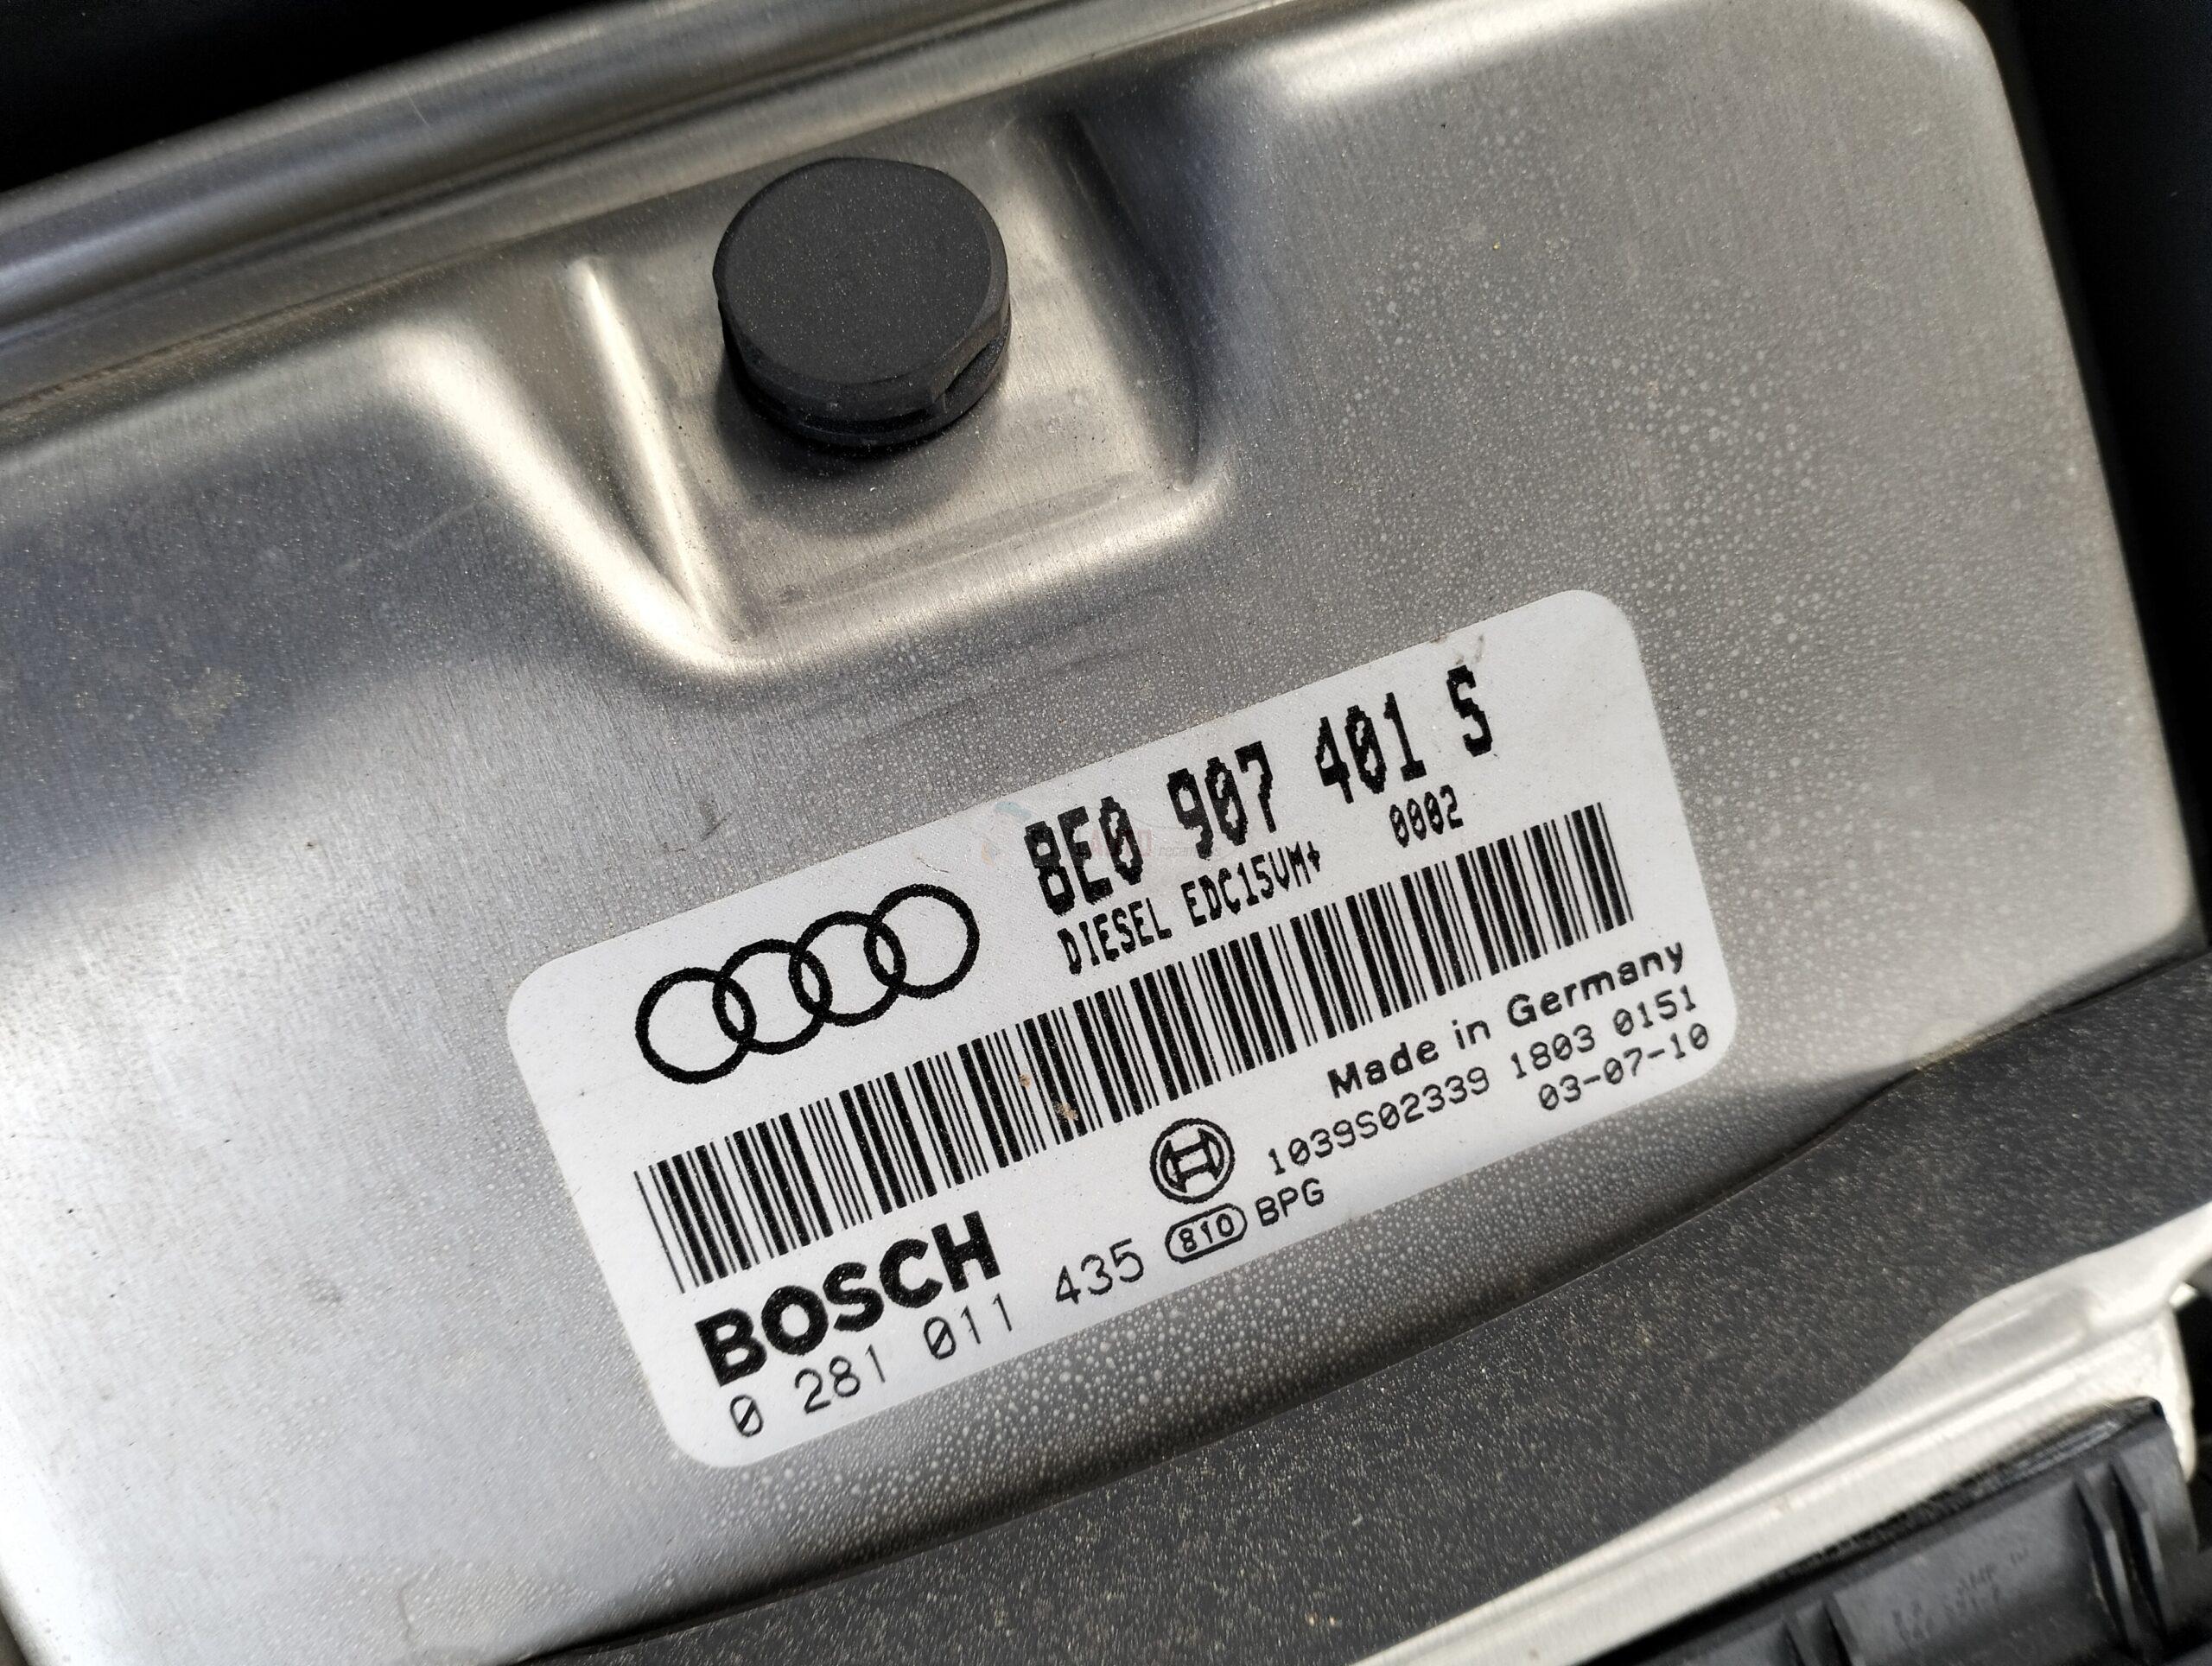 8E0 907 401 S
DIESEL EDC15VM+ 0002
Made in Germany
BOSCH
1039S02339 1803 0151
0 281 011 435 810 BPG 03-07-10